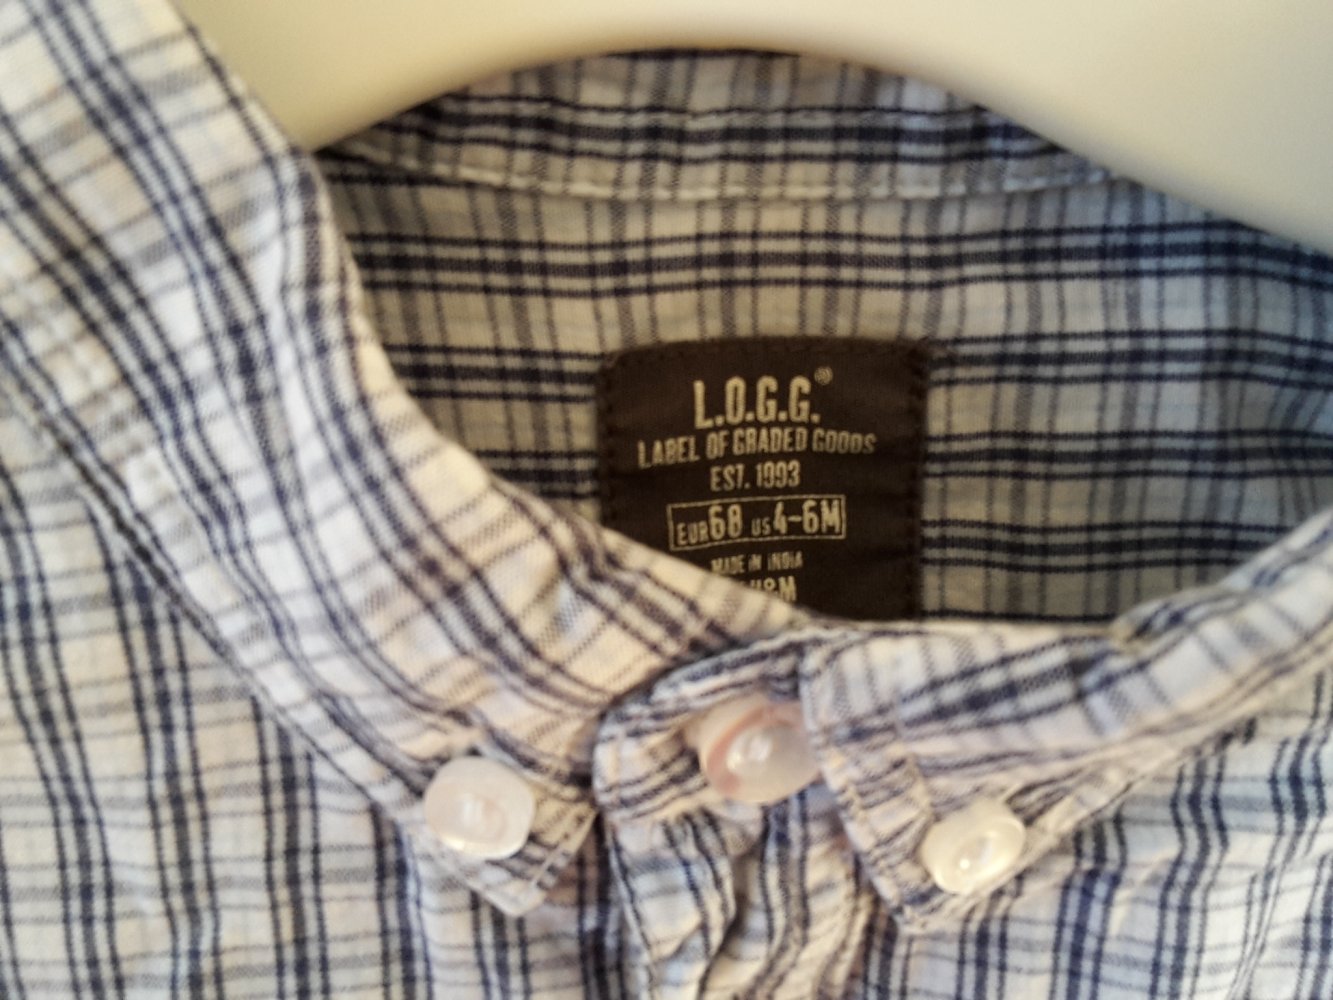 L.O.G.G.®
LABEL OF GRADED GOODS
EST. 1993
EUR 68 US 4-6M
MADE IN INDIA
H&M